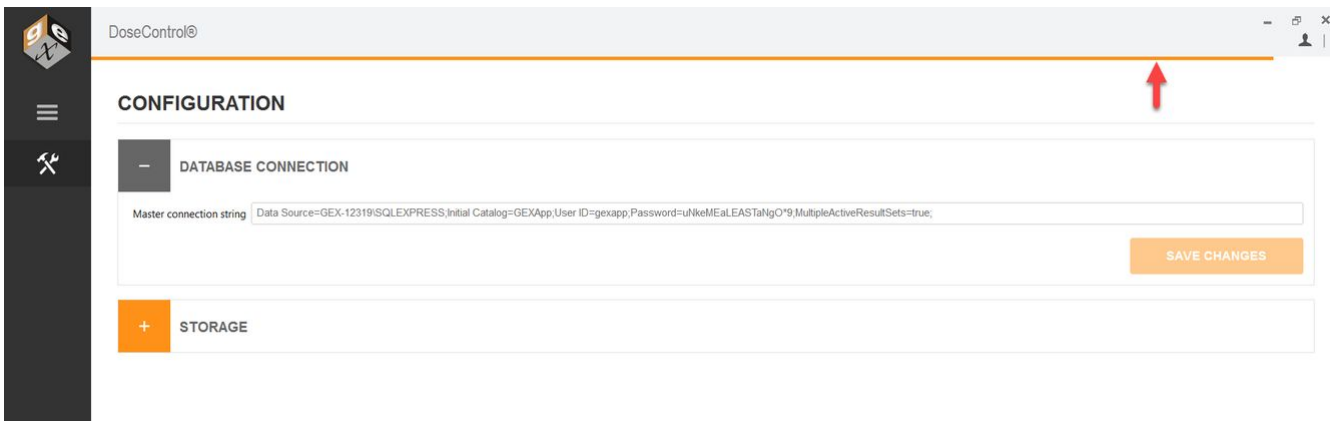 gex
DoseControl®
CONFIGURATION
DATABASE CONNECTION
Master connection string Data Source=GEX-12319\SQLEXPRESS;Initial Catalog=GEXApp;User ID=gexapp;Password=uNkeMEaLEASTaNgO*9;MultipleActiveResultSets=true;
SAVE CHANGES
STORAGE